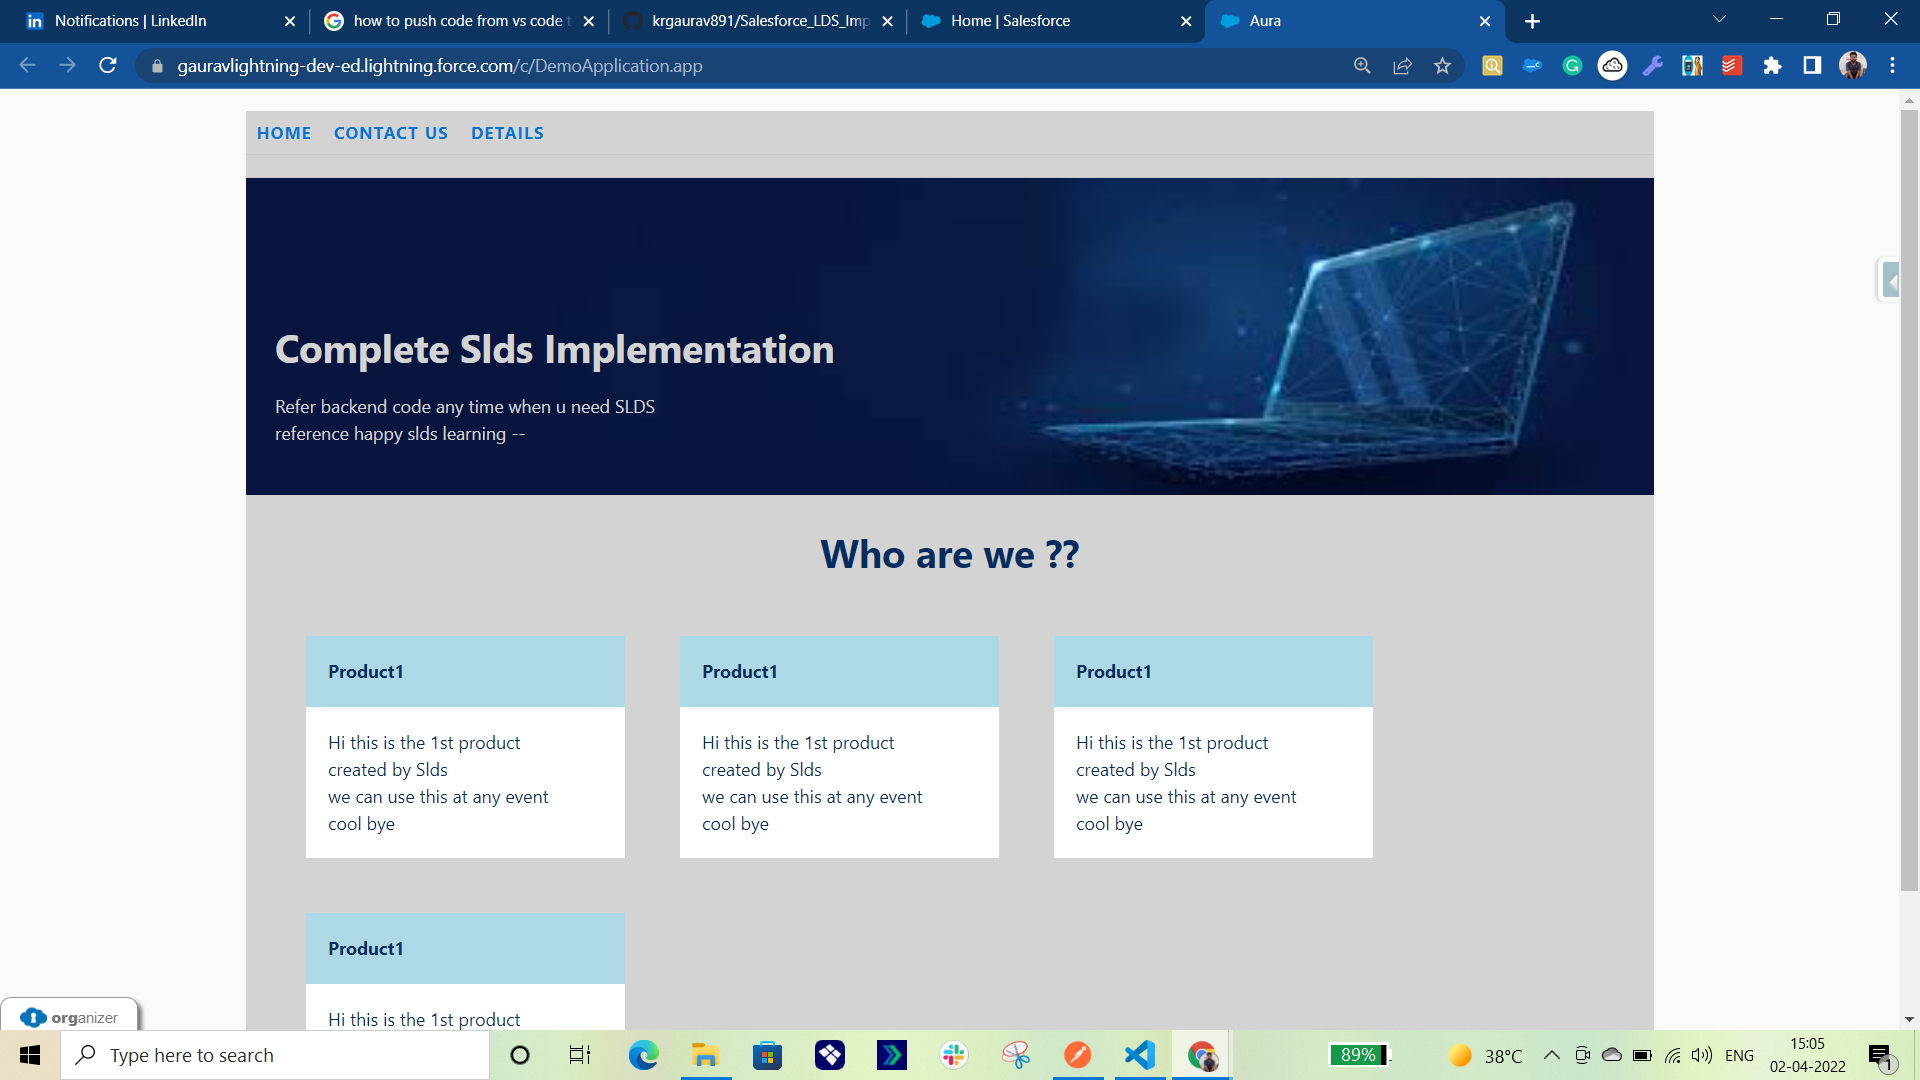 Notifications | LinkedIn
how to push code from vs code t
krgaurav891/Salesforce_LDS_Imp
Home | Salesforce
Aura
gauravlightning-dev-ed.lightning.force.com/c/DemoApplication.app
HOME CONTACT US DETAILS
Complete Slds Implementation
Refer backend code any time when u need SLDS
reference happy slds learning --
Who are we ??
Product1
Hi this is the 1st product
created by Slds
we can use this at any event
cool bye
Product1
Hi this is the 1st product
created by Slds
we can use this at any event
cool bye
Product1
Hi this is the 1st product
created by Slds
we can use this at any event
cool bye
Product1
Hi this is the 1st product
organizer
Type here to search
89%
38°C
ENG
15:05
02-04-2022
1